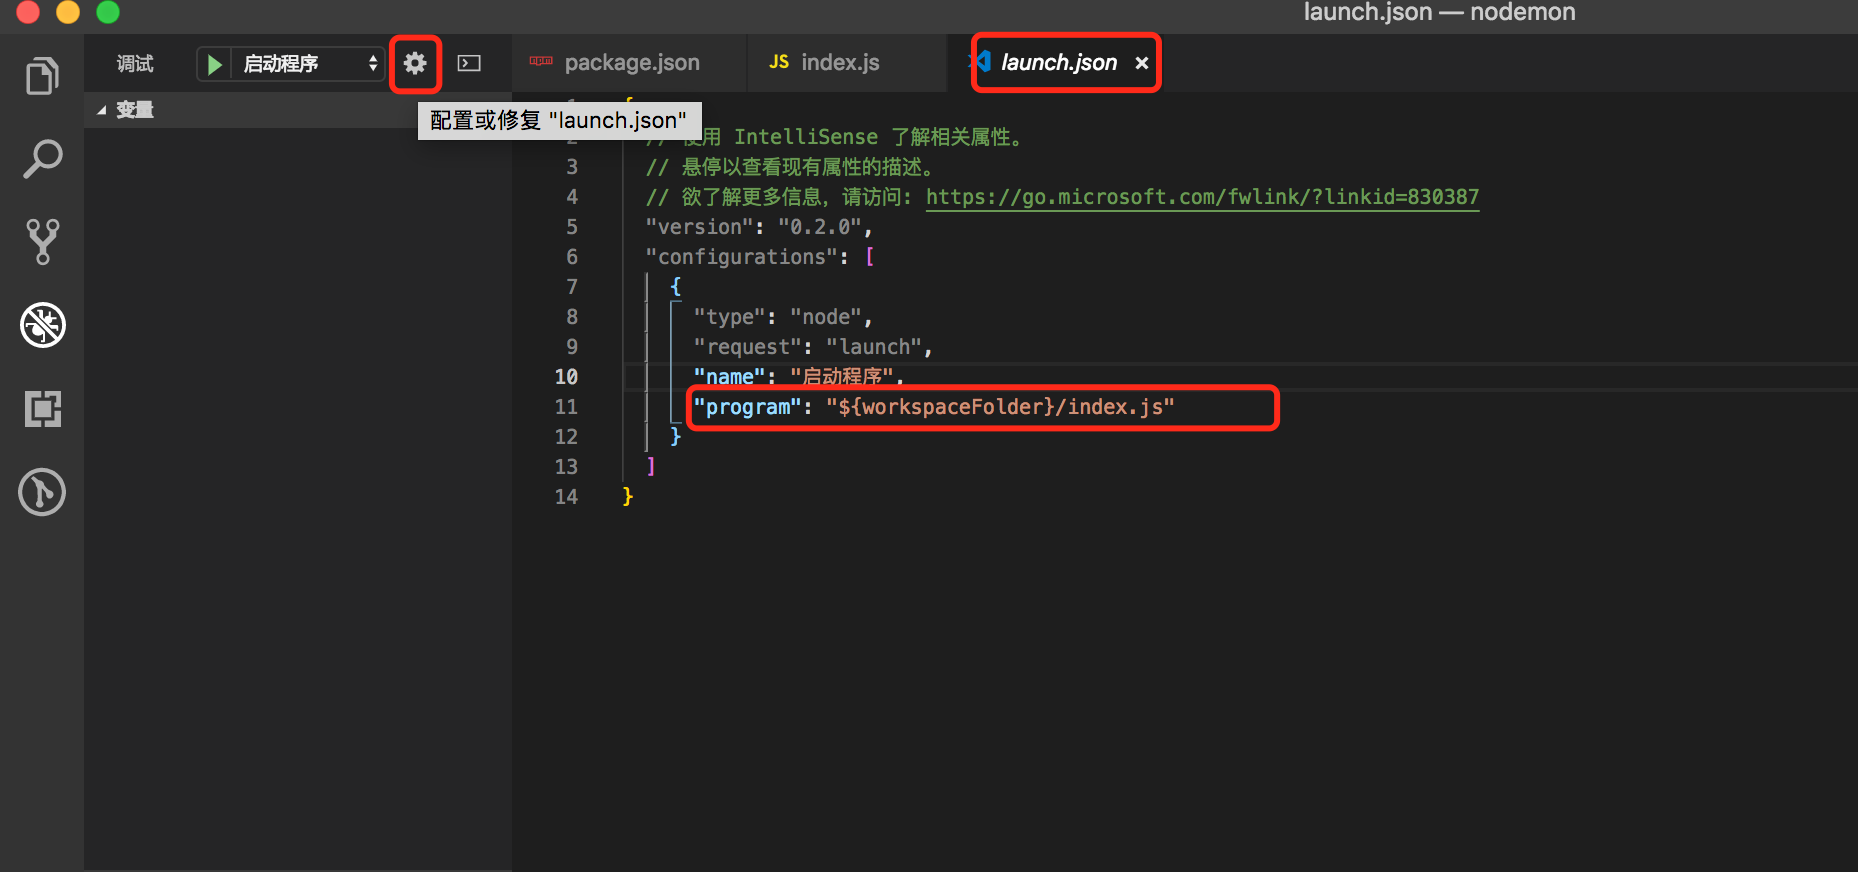 launch.json — nodemon
调试 启动程序 package.json JS index.js launch.json ×
变量
配置或修复 "launch.json"
1 {
2 // 使用 IntelliSense 了解相关属性。
3 // 悬停以查看现有属性的描述。
4 // 欲了解更多信息，请访问: https://go.microsoft.com/fwlink/?linkid=830387
5 "version": "0.2.0",
6 "configurations": [
7 {
8 "type": "node",
9 "request": "launch",
10 "name": "启动程序",
11 "program": "${workspaceFolder}/index.js"
12 }
13 ]
14 }